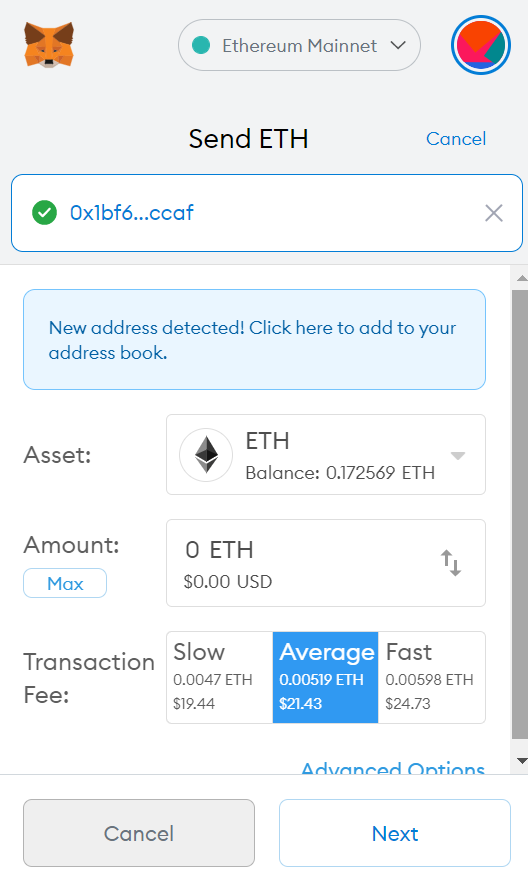 Ethereum Mainnet
Send ETH
Cancel
0x1bf6...ccaf
New address detected! Click here to add to your
address book.
Asset:
ETH
Balance: 0.172569 ETH
Amount:
Max
0 ETH
$0.00 USD
Transaction
Fee:
Slow
0.0047 ETH
$19.44
Average
0.00519 ETH
$21.43
Fast
0.00598 ETH
$24.73
Advanced Options
Cancel
Next